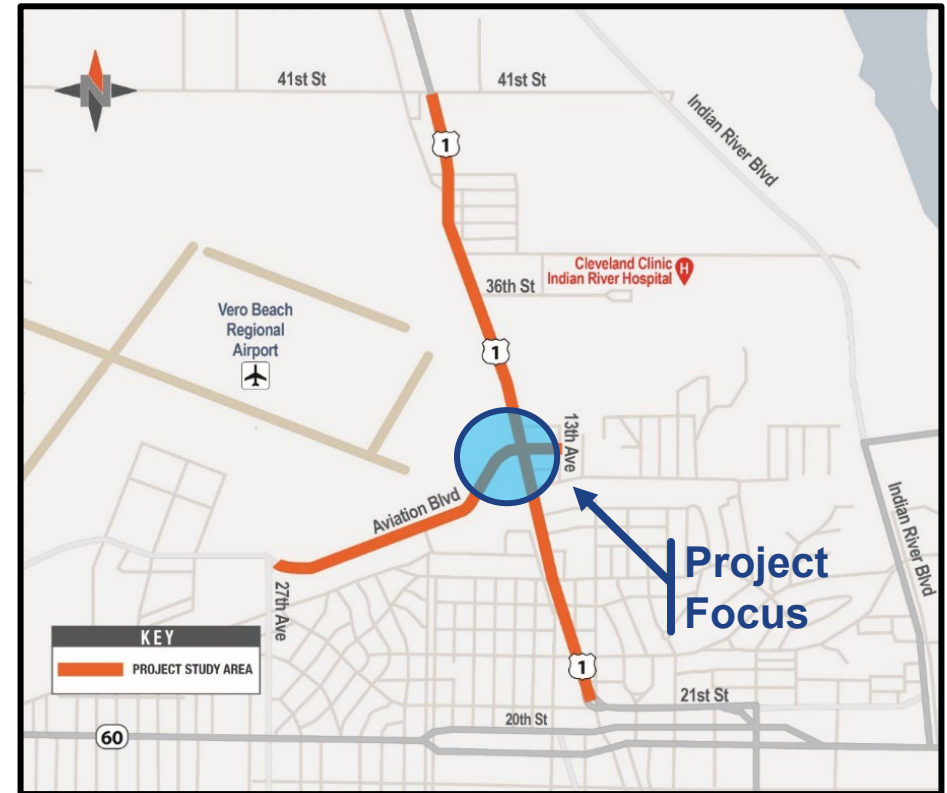 N
41st St
41st St
1
Indian River Blvd
Cleveland Clinic
Indian River Hospital
H
36th St
Vero Beach
Regional
Airport
1
13th Ave
Aviation Blvd
Indian River Blvd
Project
Focus
27th Ave
KEY
PROJECT STUDY AREA
1
21st St
20th St
60